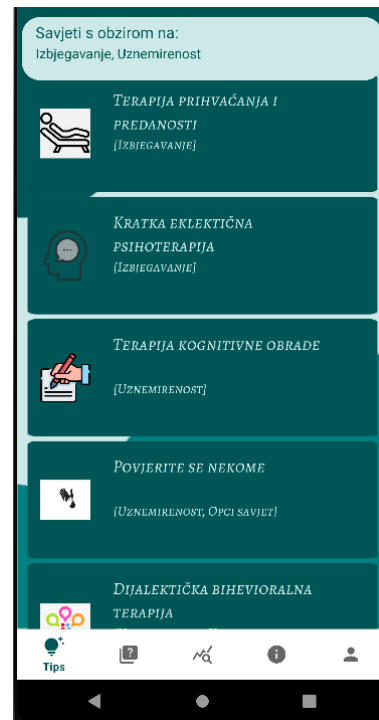 Savjeti s obzirom na:
Izbjegavanje, Uznemirenost
Terapija prihvaćanja i
predanosti
[Izbjegavanje]
Kratka eklektična
psihoterapija
[Izbjegavanje]
Terapija kognitivne obrade
[Uznemirenost]
Povjerite se nekome
[Uznemirenost, Opci savjet]
Dijalektička bihevioralna
terapija
Tips